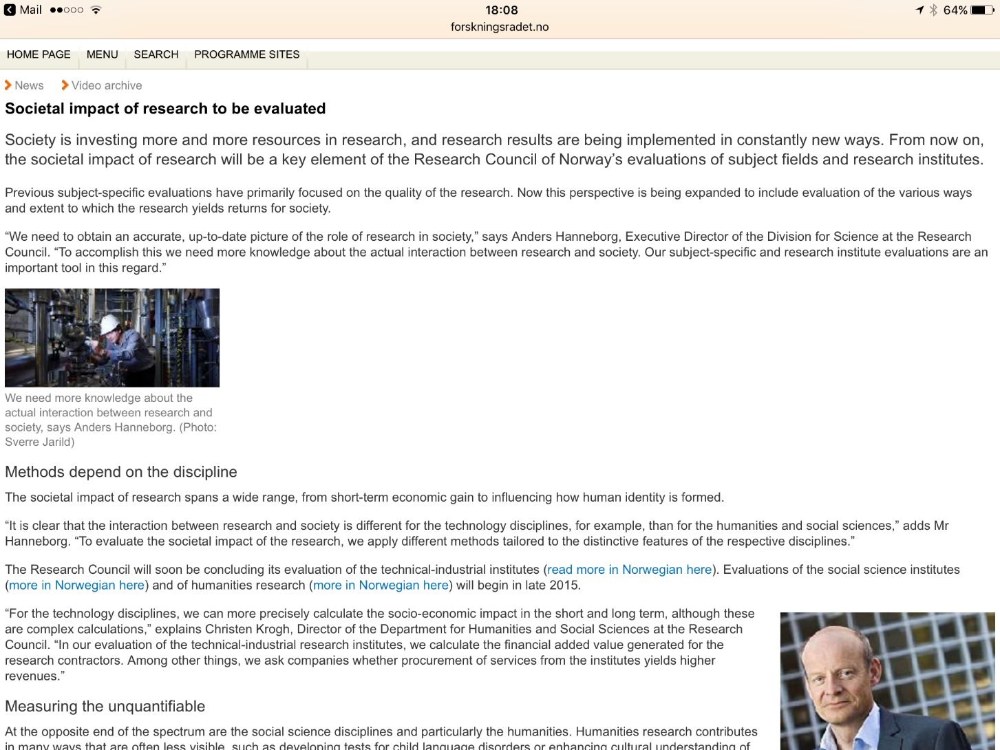 Mail
18:08
64%
forskningsradet.no
HOME PAGE MENU SEARCH PROGRAMME SITES
News Video archive
Societal impact of research to be evaluated
Society is investing more and more resources in research, and research results are being implemented in constantly new ways. From now on,
the societal impact of research will be a key element of the Research Council of Norway’s evaluations of subject fields and research institutes.
Previous subject-specific evaluations have primarily focused on the quality of the research. Now this perspective is being expanded to include evaluation of the various ways
and extent to which the research yields returns for society.
“We need to obtain an accurate, up-to-date picture of the role of research in society,” says Anders Hanneborg, Executive Director of the Division for Science at the Research
Council. “To accomplish this we need more knowledge about the actual interaction between research and society. Our subject-specific and research institute evaluations are an
important tool in this regard.”
We need more knowledge about the
actual interaction between research and
society, says Anders Hanneborg. (Photo:
Sverre Jarild)
Methods depend on the discipline
The societal impact of research spans a wide range, from short-term economic gain to influencing how human identity is formed.
“It is clear that the interaction between research and society is different for the technology disciplines, for example, than for the humanities and social sciences,” adds Mr
Hanneborg. “To evaluate the societal impact of the research, we apply different methods tailored to the distinctive features of the respective disciplines.”
The Research Council will soon be concluding its evaluation of the technical-industrial institutes (read more in Norwegian here). Evaluations of the social science institutes
(more in Norwegian here) and of humanities research (more in Norwegian here) will begin in late 2015.
“For the technology disciplines, we can more precisely calculate the socio-economic impact in the short and long term, although these
are complex calculations,” explains Christen Krogh, Director of the Department for Humanities and Social Sciences at the Research
Council. “In our evaluation of the technical-industrial research institutes, we calculate the financial added value generated for the
research contractors. Among other things, we ask companies whether procurement of services from the institutes yields higher
revenues.”
Measuring the unquantifiable
At the opposite end of the spectrum are the social science disciplines and particularly the humanities. Humanities research contributes
in many ways that are often less visible, such as developing tests for child language disorders or enhancing cultural understanding of